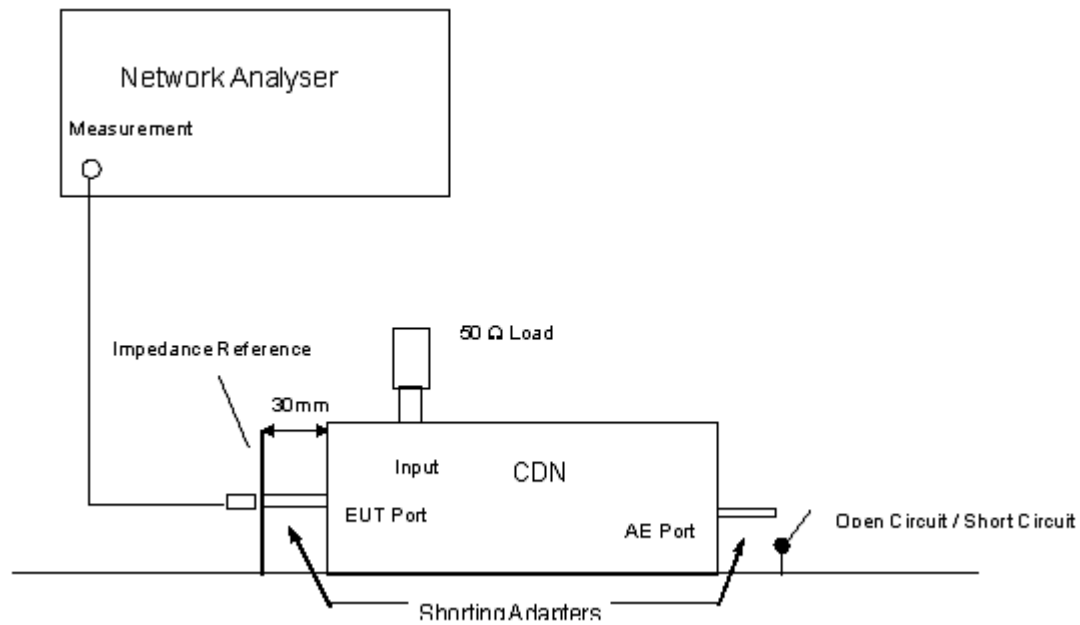 Network Analyser
Measurement
50 Ω Load
Impedance Reference
30mm
Input
CDN
EUT Port
AE Port
Open Circuit / Short Circuit
Shorting Adapters